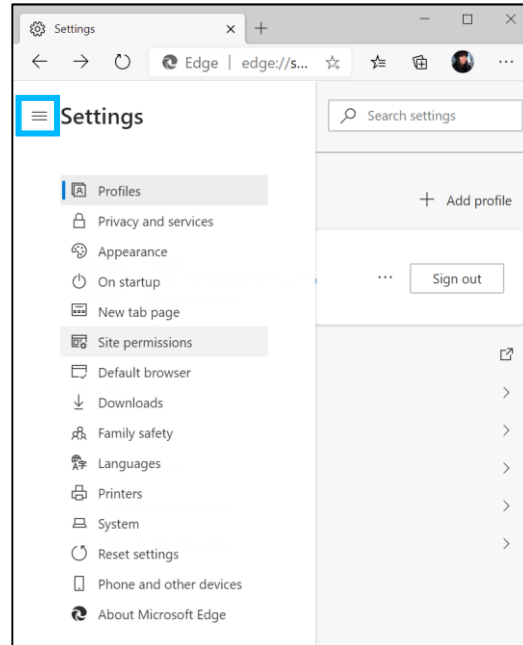 Settings
Edge | edge://s...
Settings
Search settings
Profiles
Add profile
Privacy and services
Appearance
On startup
Sign out
New tab page
Site permissions
Default browser
Downloads
Family safety
Languages
Printers
System
Reset settings
Phone and other devices
About Microsoft Edge